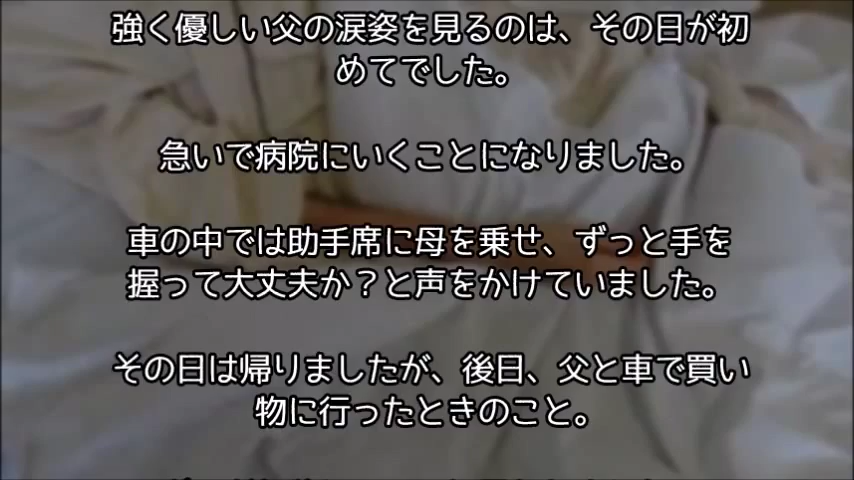 強く優しい父の涙姿を見るのは、その日が初
めてでした。
急いで病院にいくことになりました。
車の中では助手席に母を乗せ、ずっと手を
握って大丈夫か？と声をかけていました。
その日は帰りましたが、後日、父と車で買い
物に行ったときのこと。